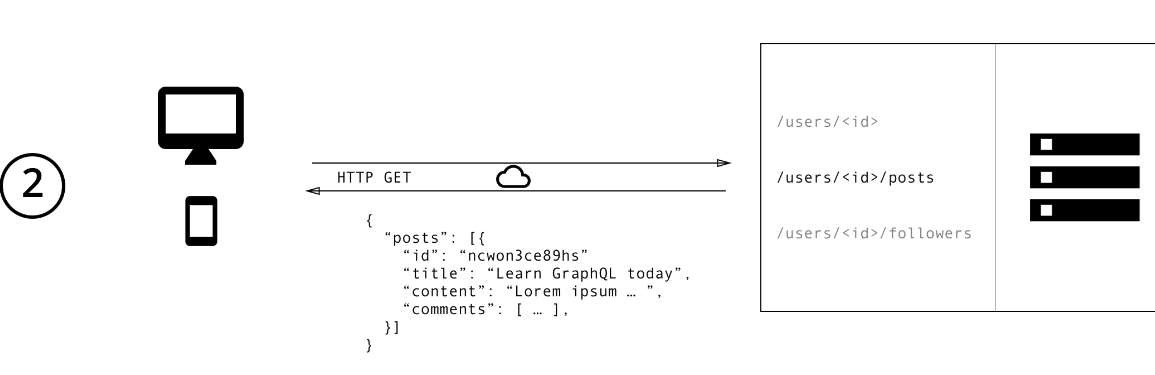 2
HTTP GET
{
“posts”: [{
“id”: “ncwon3ce89hs”
“title”: “Learn GraphQL today”,
“content”: “Lorem ipsum … ”,
“comments”: [ … ],
}]
}
/users/<id>
/users/<id>/posts
/users/<id>/followers